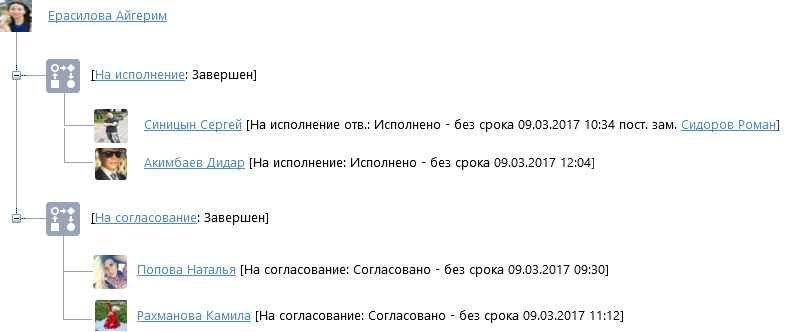 Ерасилова Айгерим
[На исполнение: Завершен]
Синицын Сергей [На исполнение отв.: Исполнено - без срока 09.03.2017 10:34 пост. зам. Сидоров Роман]
Акимбаев Дидар [На исполнение: Исполнено - без срока 09.03.2017 12:04]
[На согласование: Завершен]
Попова Наталья [На согласование: Согласовано - без срока 09.03.2017 09:30]
Рахманова Камила [На согласование: Согласовано - без срока 09.03.2017 11:12]